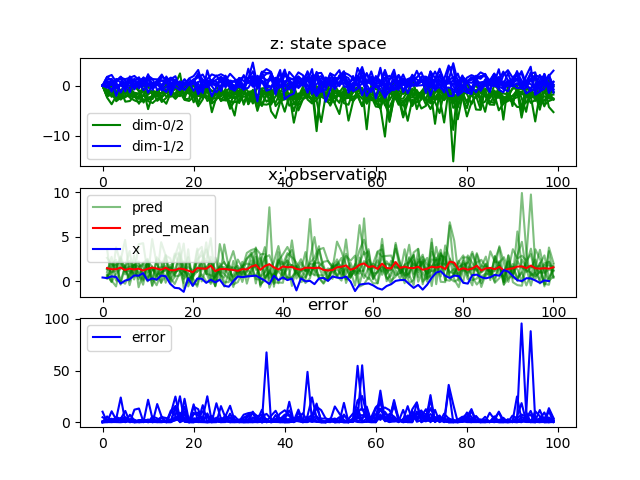 z: state space
0
−10
dim-0/2
dim-1/2
0 20 40 60 80 100
x: observation
10
5
0
pred
pred_mean
x
0 20 40 60 80 100
error
100
50
0
error
0 20 40 60 80 100